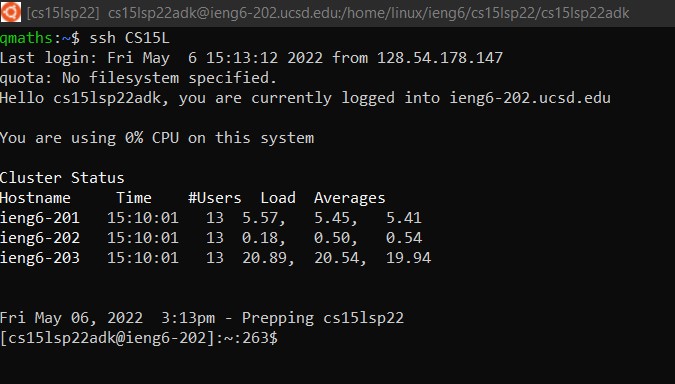 [cs15lsp22] cs15lsp22adk@ieng6-202.ucsd.edu:/home/linux/ieng6/cs15lsp22/cs15lsp22adk
qmaths:~$ ssh CS15L
Last login: Fri May  6 15:13:12 2022 from 128.54.178.147
quota: No filesystem specified.
Hello cs15lsp22adk, you are currently logged into ieng6-202.ucsd.edu
You are using 0% CPU on this system
Cluster Status
Hostname     Time    #Users  Load  Averages
ieng6-201   15:10:01   13  5.57,   5.45,   5.41
ieng6-202   15:10:01   13  0.18,   0.50,   0.54
ieng6-203   15:10:01   13  20.89,  20.54,  19.94
Fri May 06, 2022  3:13pm - Prepping cs15lsp22
[cs15lsp22adk@ieng6-202]:~:263$